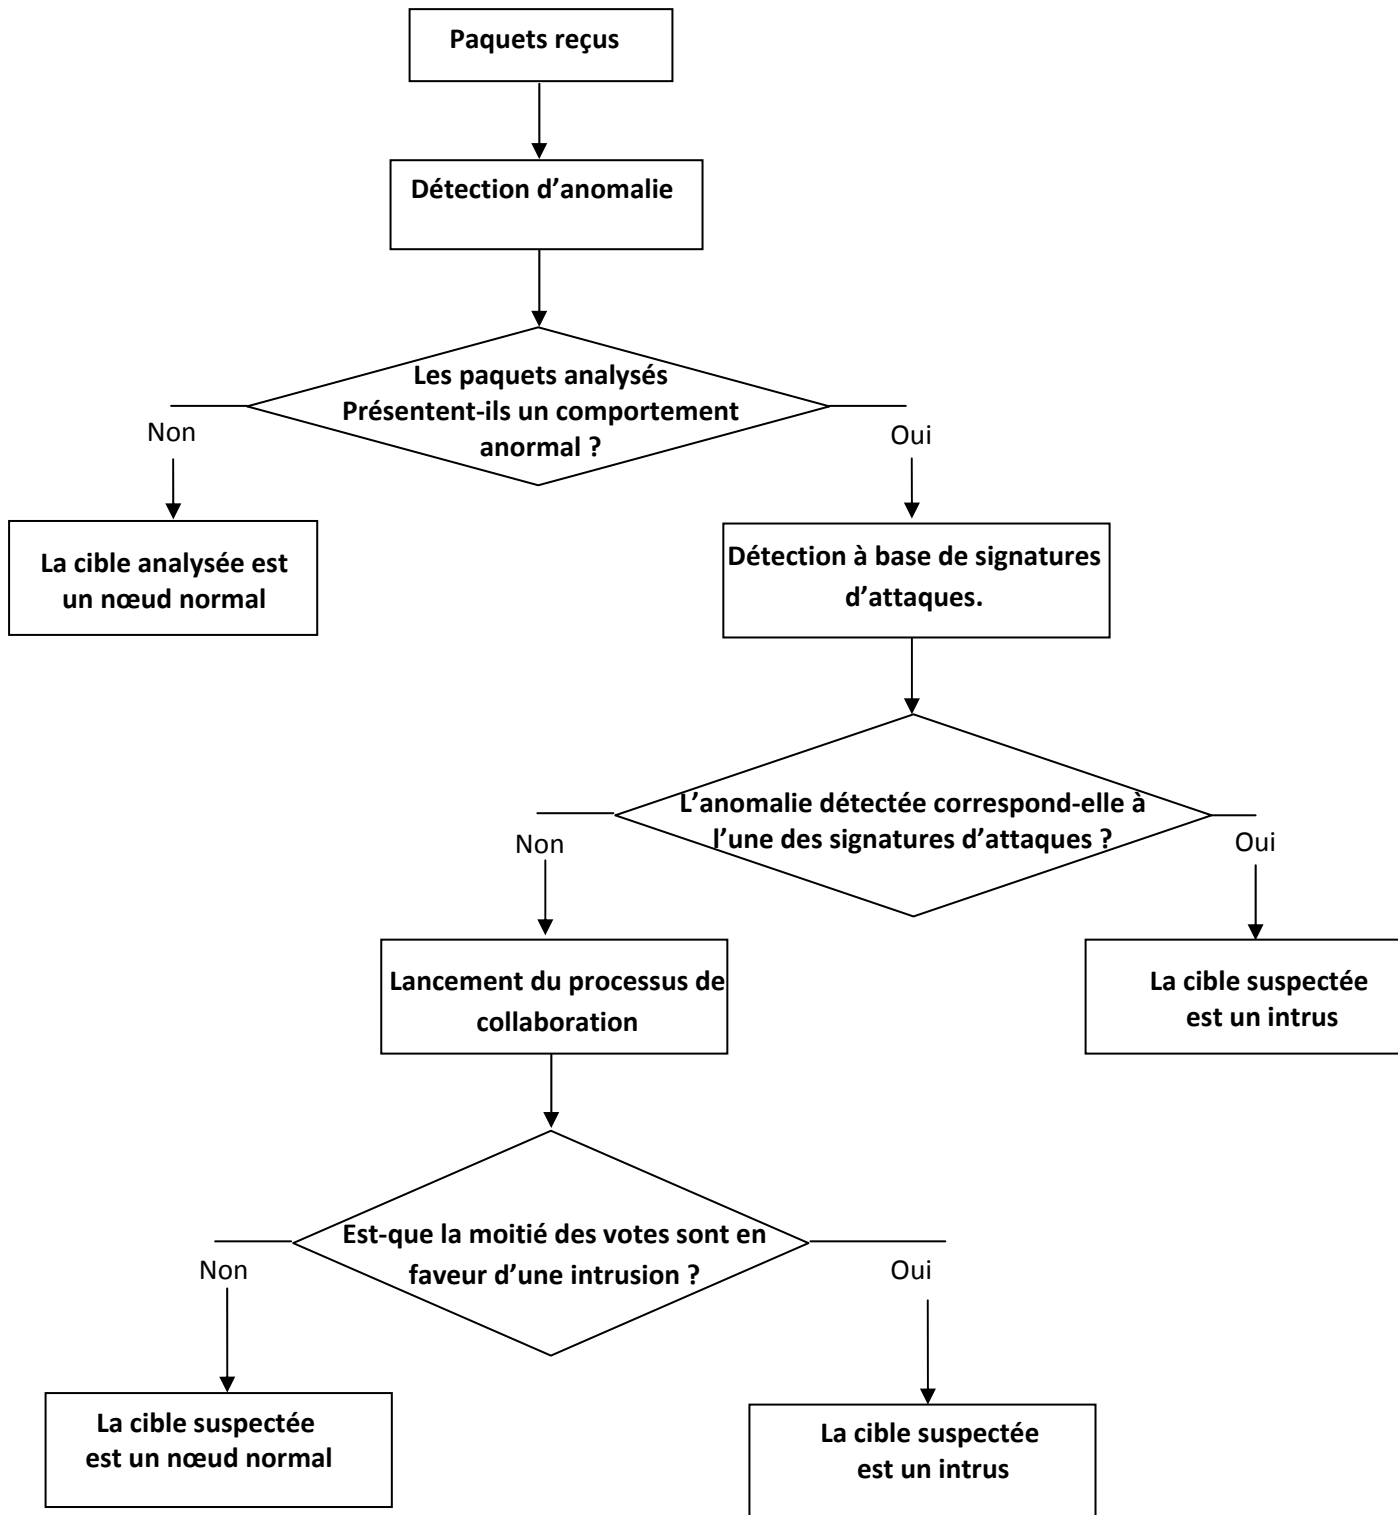 Paquets reçus
Détection d’anomalie
Les paquets analysés
Présentent-ils un comportement
anormal ?
Non
Oui
La cible analysée est
un nœud normal
Détection à base de signatures
d’attaques.
L’anomalie détectée correspond-elle à
l’une des signatures d’attaques ?
Non
Oui
Lancement du processus de
collaboration
La cible suspectée
est un intrus
Est-que la moitié des votes sont en
faveur d’une intrusion ?
Non
Oui
La cible suspectée
est un nœud normal
La cible suspectée
est un intrus